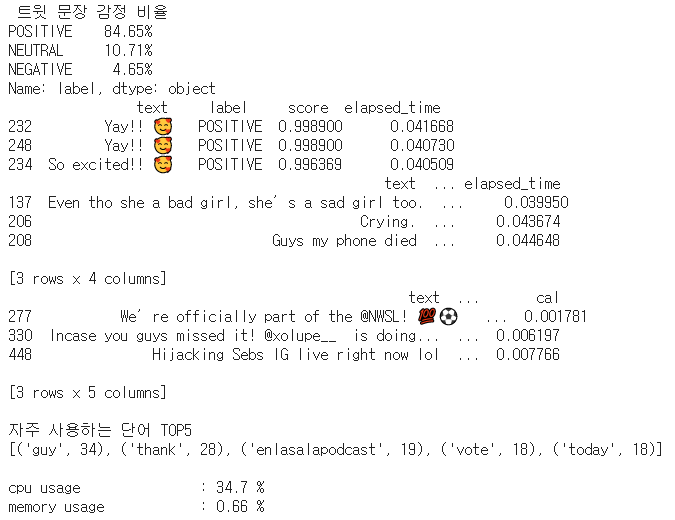 트윗 문장 감정 비율
POSITIVE    84.65%
NEUTRAL     10.71%
NEGATIVE     4.65%
Name: label, dtype: object
text     label     score  elapsed_time
232         Yay!! 🥰  POSITIVE  0.998900      0.041668
248         Yay!! 🥰  POSITIVE  0.998900      0.040730
234  So excited!! 🥰  POSITIVE  0.996369      0.040509
text  ... elapsed_time
137  Even tho she a bad girl, she’s a sad girl too.  ...     0.039950
206                                         Crying.  ...     0.043674
208                              Guys my phone died  ...     0.044648
[3 rows x 4 columns]
text  ...       cal
277          We’re officially part of the @NWSL! 💯⚽  ...  0.001781
330  Incase you guys missed it! @xolupe__  is doing...  ...  0.006197
448             Hijacking Sebs IG live right now lol  ...  0.007766
[3 rows x 5 columns]
자주 사용하는 단어 TOP5
[('guy', 34), ('thank', 28), ('enlasalapodcast', 19), ('vote', 18), ('today', 18)]
cpu usage            : 34.7 %
memory usage         : 0.66 %